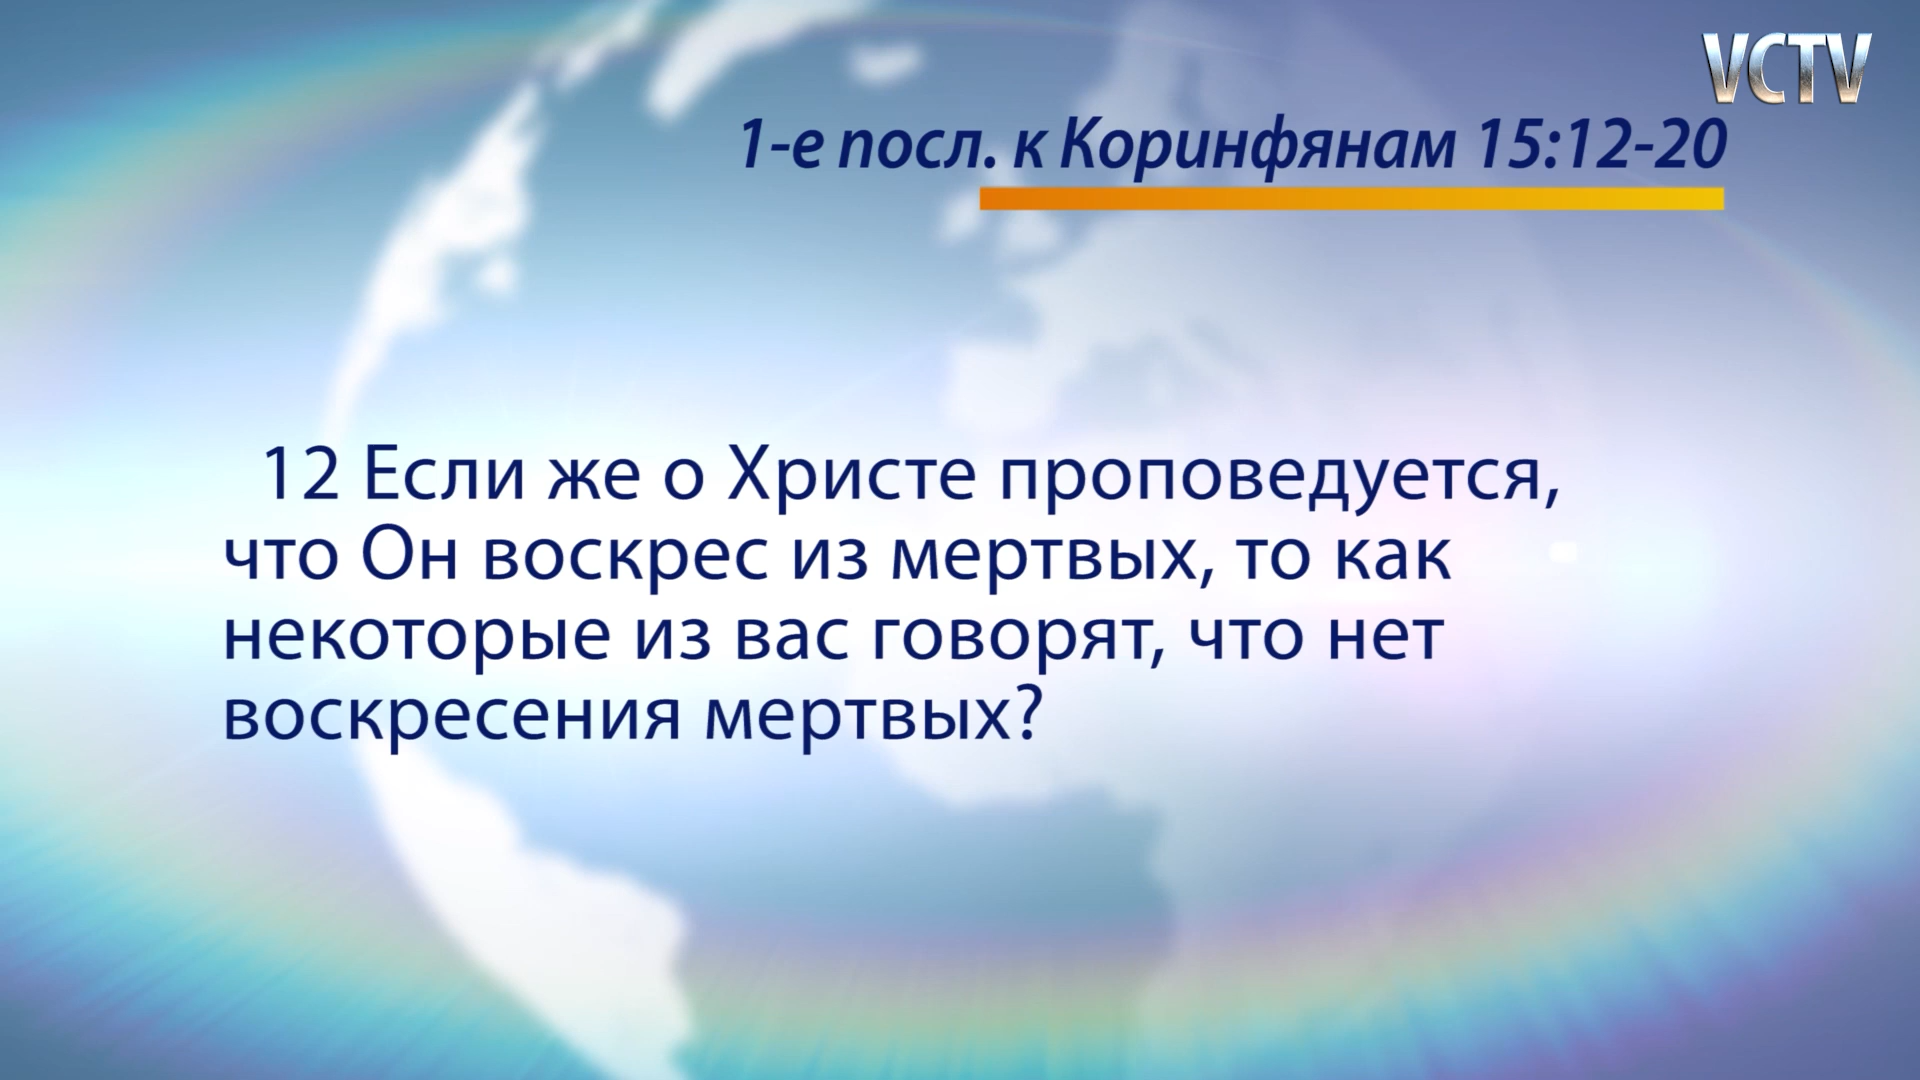 VCTV
1-е посл. к Коринфянам 15:12-20
12 Если же о Христе проповедуется,
что Он воскрес из мертвых, то как
некоторые из вас говорят, что нет
воскресения мертвых?